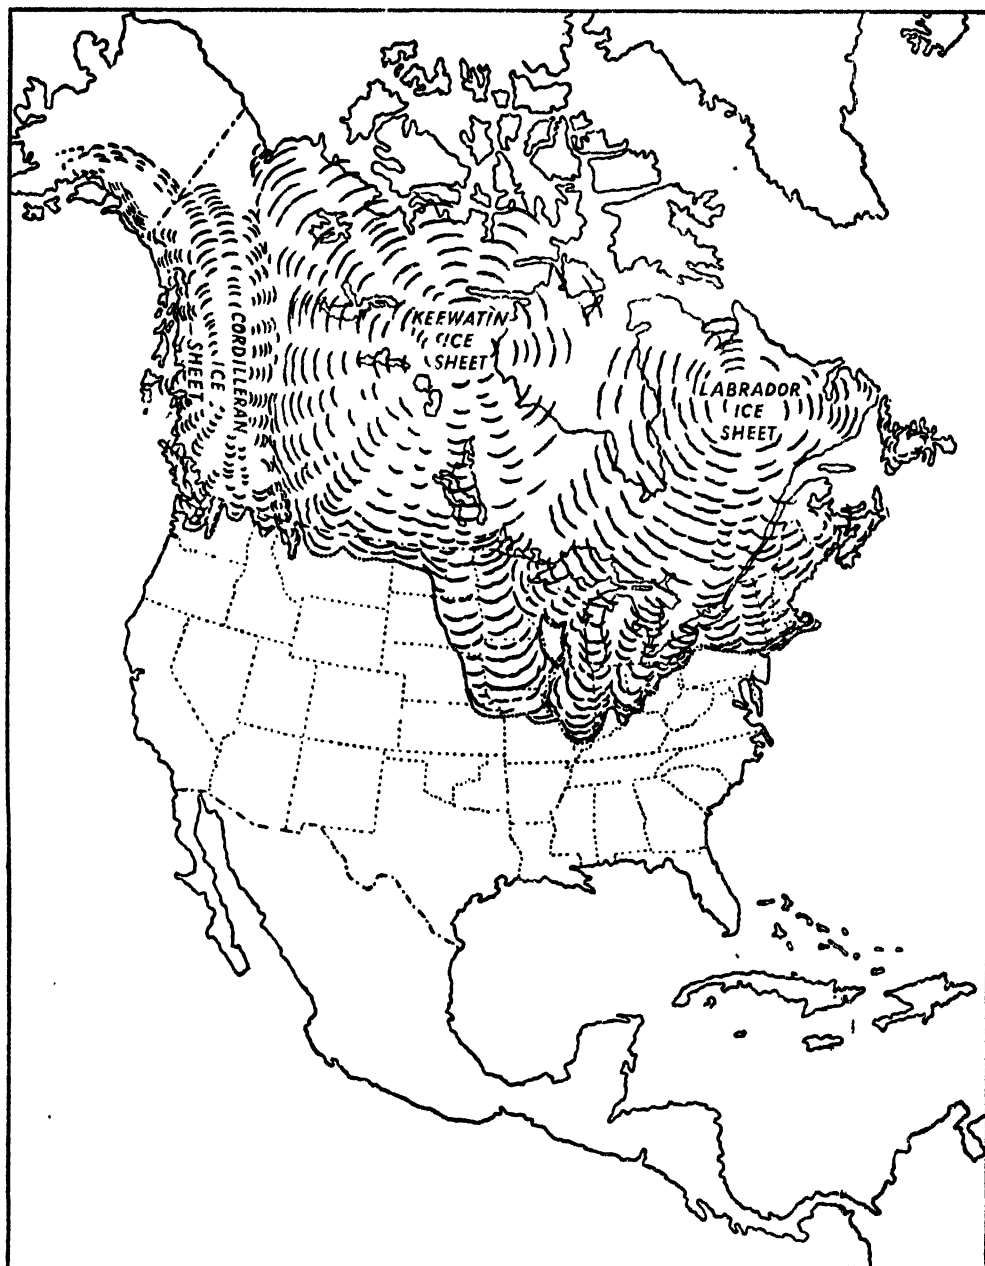 CORDILLERAN
ICE
SHEET
KEEWATIN
ICE
SHEET
LABRADOR
ICE
SHEET